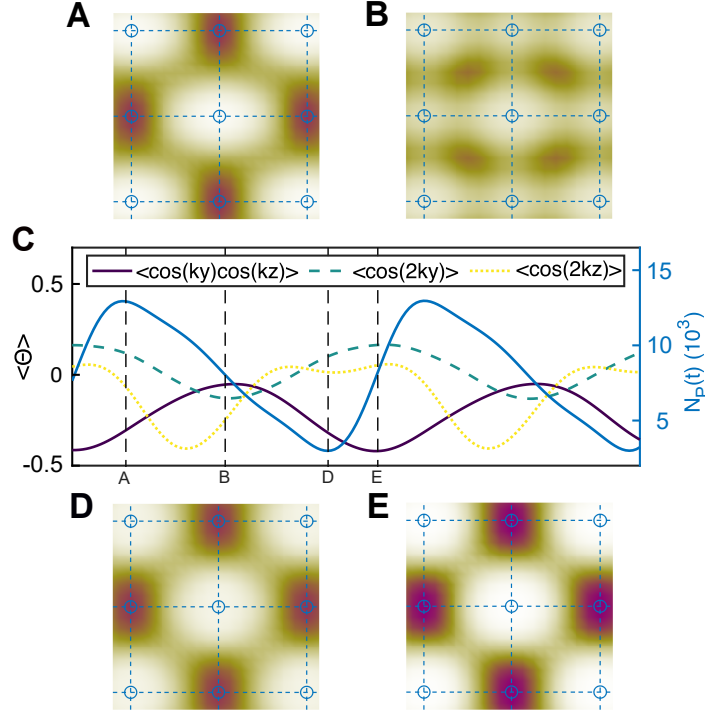 A
B
C
<cos(ky)cos(kz)> <cos(2ky)> <cos(2kz)>
0.5
0
-0.5
<Θ>
15
10
5
N_P(t) (10^3)
A B D E
D
E